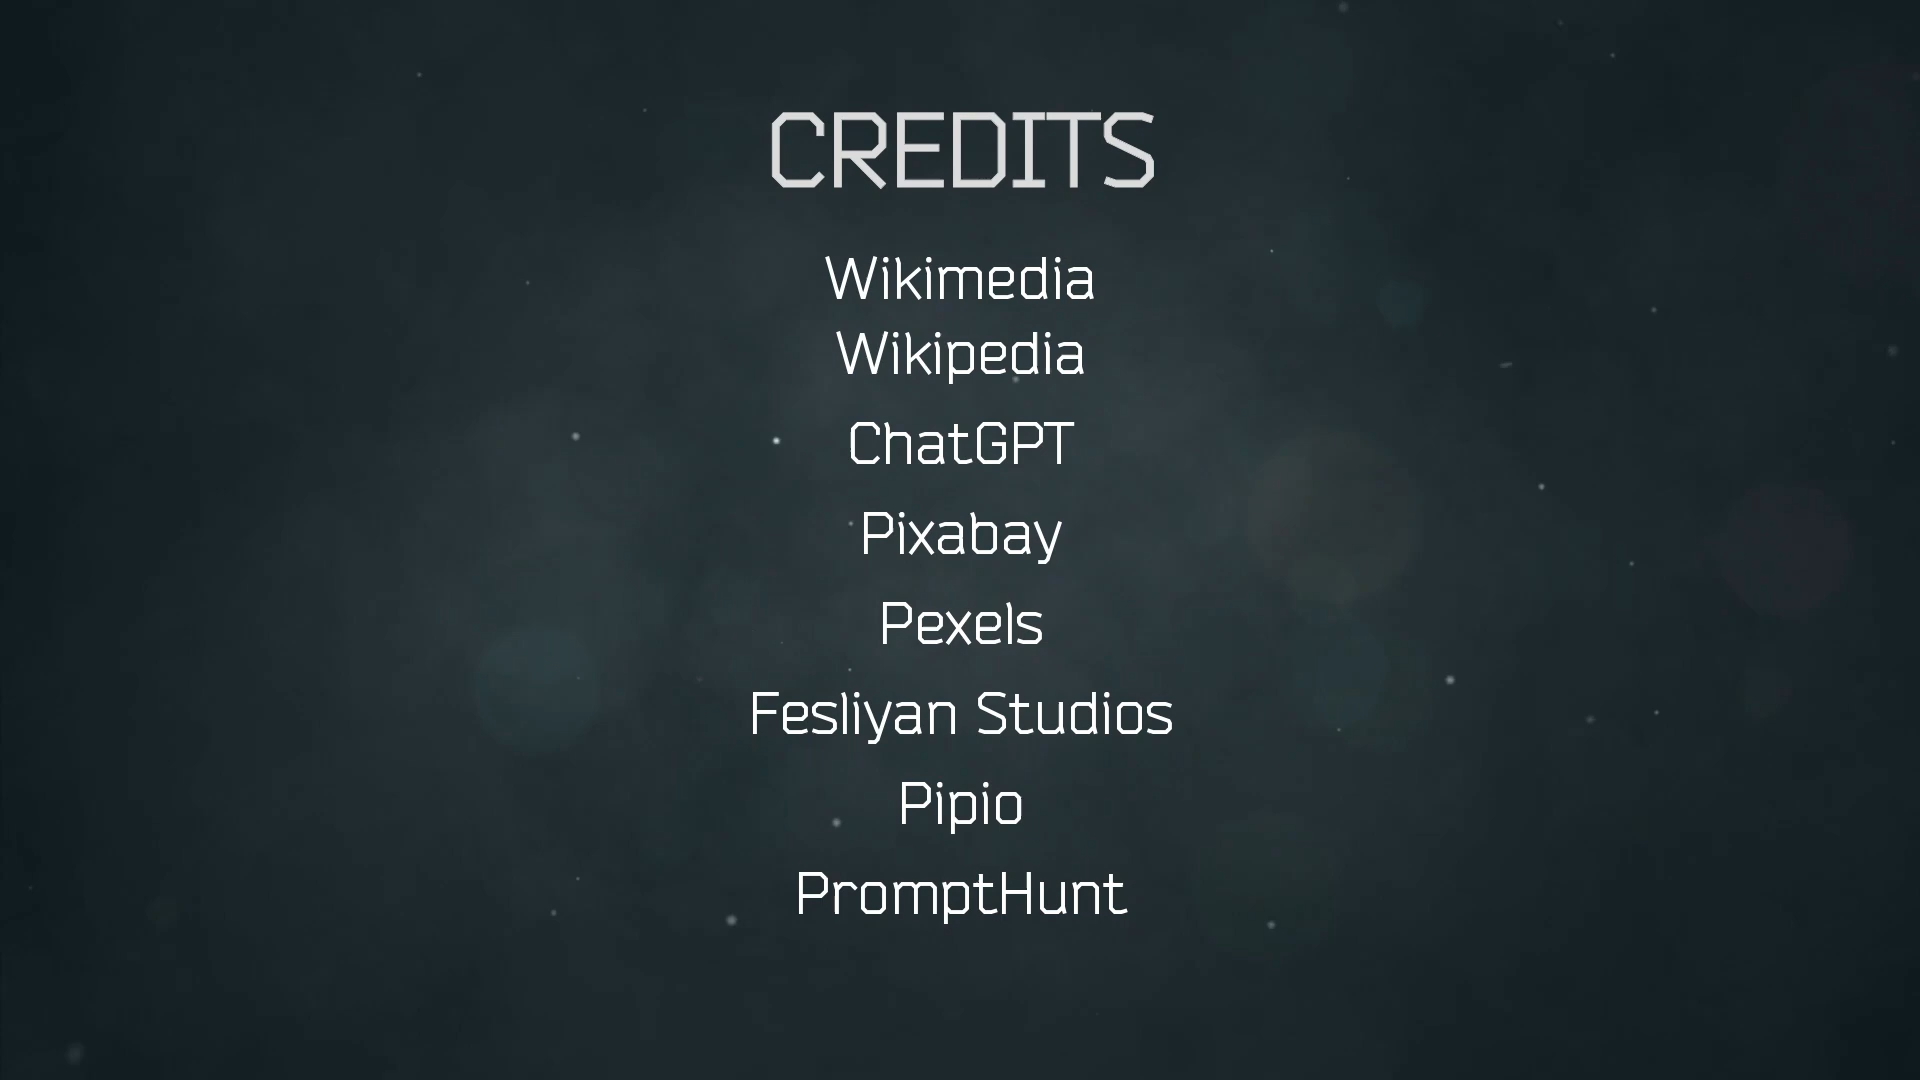 CREDITS
Wikimedia
Wikipedia
ChatGPT
Pixabay
Pexels
Fesliyan Studios
Pipio
PromptHunt